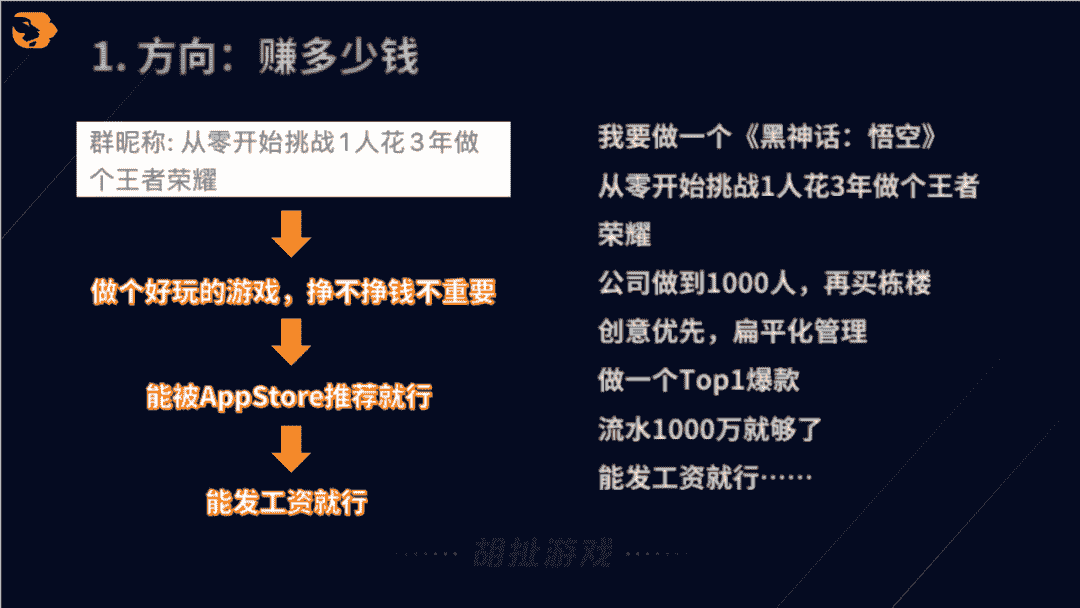 1. 方向：赚多少钱
群昵称: 从零开始挑战1人花3年做
个王者荣耀
做个好玩的游戏，挣不挣钱不重要
能被AppStore推荐就行
能发工资就行
我要做一个《黑神话：悟空》
从零开始挑战1人花3年做个王者
荣耀
公司做到1000人，再买栋楼
创意优先，扁平化管理
做一个Top1爆款
流水1000万就够了
能发工资就行……
胡扯游戏